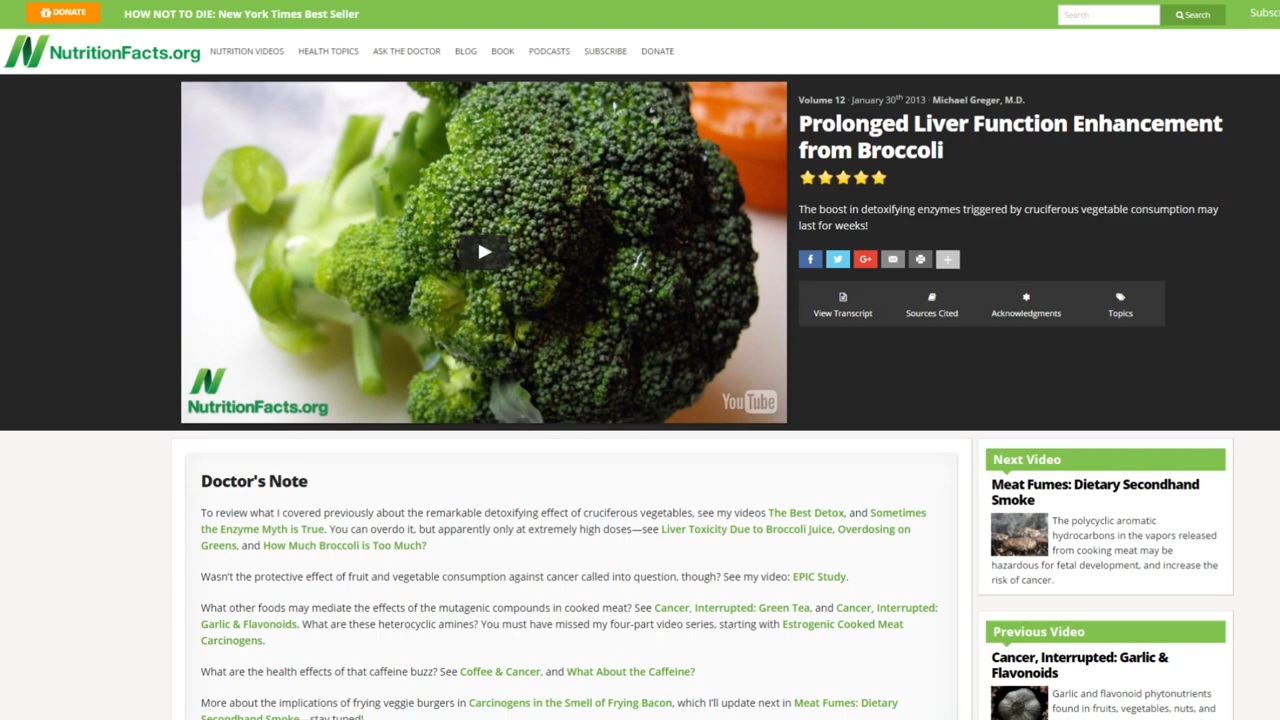 DONATE
HOW NOT TO DIE: New York Times Best Seller
Search
Search
Subsc
NutritionFacts.org
NUTRITION VIDEOS
HEALTH TOPICS
ASK THE DOCTOR
BLOG
BOOK
PODCASTS
SUBSCRIBE
DONATE
NutritionFacts.org
YouTube
Volume 12 · January 30th 2013 · Michael Greger, M.D.
Prolonged Liver Function Enhancement
from Broccoli
The boost in detoxifying enzymes triggered by cruciferous vegetable consumption may
last for weeks!
f
G+
View Transcript
Sources Cited
Acknowledgments
Topics
Doctor's Note
To review what I covered previously about the remarkable detoxifying effect of cruciferous vegetables, see my videos The Best Detox, and Sometimes
the Enzyme Myth is True. You can overdo it, but apparently only at extremely high doses—see Liver Toxicity Due to Broccoli Juice, Overdosing on
Greens, and How Much Broccoli is Too Much?
Wasn't the protective effect of fruit and vegetable consumption against cancer called into question, though? See my video: EPIC Study.
What other foods may mediate the effects of the mutagenic compounds in cooked meat? See Cancer, Interrupted: Green Tea, and Cancer, Interrupted:
Garlic & Flavonoids. What are these heterocyclic amines? You must have missed my four-part video series, starting with Estrogenic Cooked Meat
Carcinogens.
What are the health effects of that caffeine buzz? See Coffee & Cancer, and What About the Caffeine?
More about the implications of frying veggie burgers in Carcinogens in the Smell of Frying Bacon, which I'll update next in Meat Fumes: Dietary
Secondhand Smoke—stay tuned!
Next Video
Meat Fumes: Dietary Secondhand
Smoke
The polycyclic aromatic
hydrocarbons in the vapors released
from cooking meat may be
hazardous for fetal development, and increase the
risk of cancer.
Previous Video
Cancer, Interrupted: Garlic &
Flavonoids
Garlic and flavonoid phytonutrients
found in fruits, vegetables, nuts, and